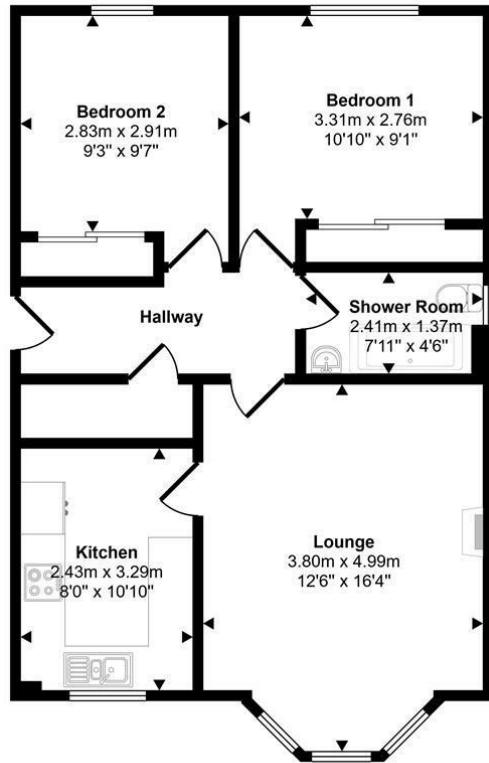 Bedroom 2
2.83m x 2.91m
9'3" x 9'7"
Bedroom 1
3.31m x 2.76m
10'10" x 9'1"
Hallway
Shower Room
2.41m x 1.37m
7'11" x 4'6"
Kitchen
2.43m x 3.29m
8'0" x 10'10"
Lounge
3.80m x 4.99m
12'6" x 16'4"